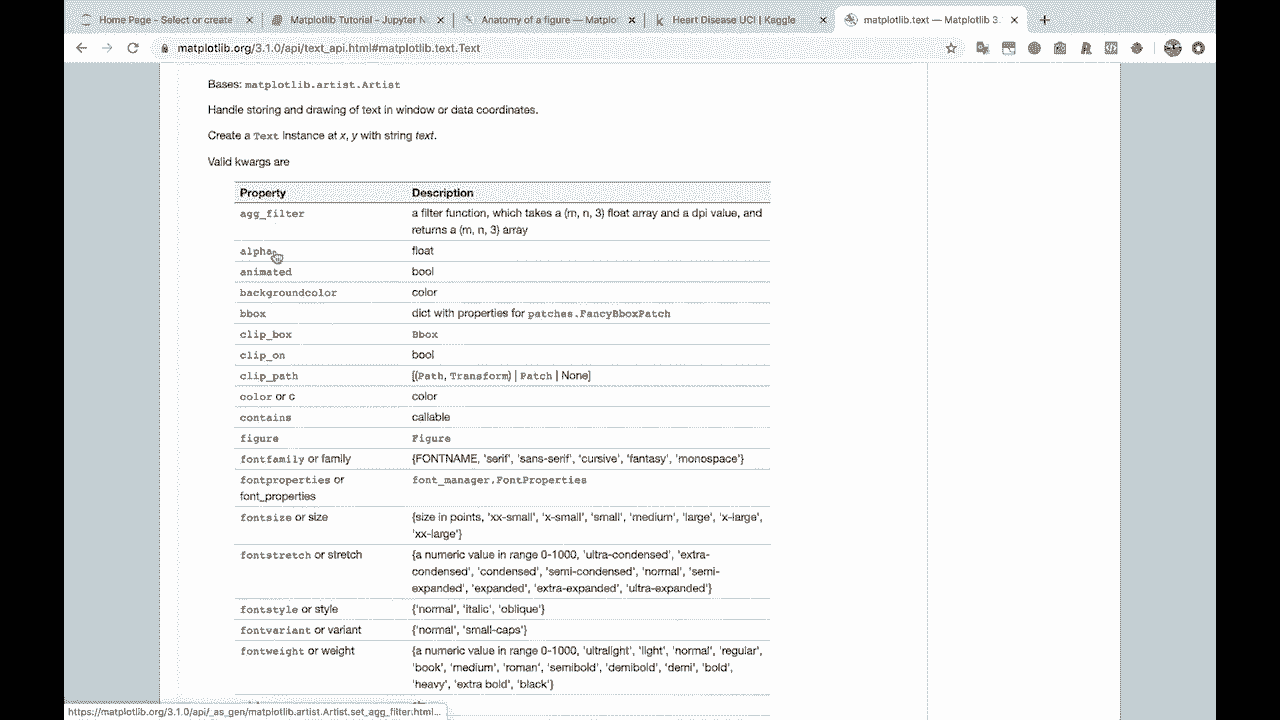 Home Page - Select or create
Matplotlib Tutorial - Jupyter N
Anatomy of a figure — Matplot
Heart Disease UCI | Kaggle
matplotlib.text — Matplotlib 3.
matplotlib.org/3.1.0/api/text_api.html#matplotlib.text.Text
Bases: matplotlib.artist.Artist
Handle storing and drawing of text in window or data coordinates.
Create a Text instance at x, y with string text.
Valid kwargs are
Property Description
agg_filter a filter function, which takes a (m, n, 3) float array and a dpi value, and
returns a (m, n, 3) array
alpha float
animated bool
backgroundcolor color
bbox dict with properties for patches.FancyBboxPatch
clip_box Bbox
clip_on bool
clip_path [(Path, Transform) | Patch | None]
color or c color
contains callable
figure Figure
fontfamily or family {FONTNAME, 'serif', 'sans-serif', 'cursive', 'fantasy', 'monospace'}
fontproperties or font_manager.FontProperties
font_properties
fontsize or size {size in points, 'xx-small', 'x-small', 'small', 'medium', 'large', 'x-large',
'xx-large'}
fontstretch or stretch {a numeric value in range 0-1000, 'ultra-condensed', 'extra-
condensed', 'condensed', 'semi-condensed', 'normal', 'semi-
expanded', 'expanded', 'extra-expanded', 'ultra-expanded'}
fontstyle or style {'normal', 'italic', 'oblique'}
fontvariant or variant {'normal', 'small-caps'}
fontweight or weight {a numeric value in range 0-1000, 'ultralight', 'light', 'normal', 'regular',
'book', 'medium', 'roman', 'semibold', 'demibold', 'demi', 'bold',
'heavy', 'extra bold', 'black'}
https://matplotlib.org/3.1.0/api/_as_gen/matplotlib.artist.Artist.set_agg_filter.html...